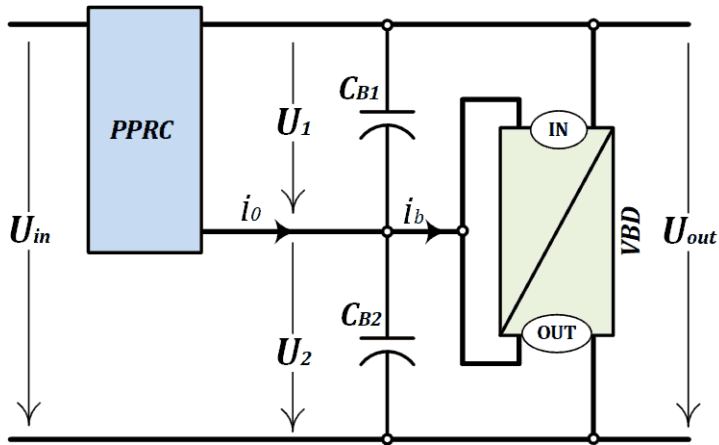 PPRC
U1
CB1
IN
i0
ib
VBD
Uin
Uout
CB2
OUT
U2